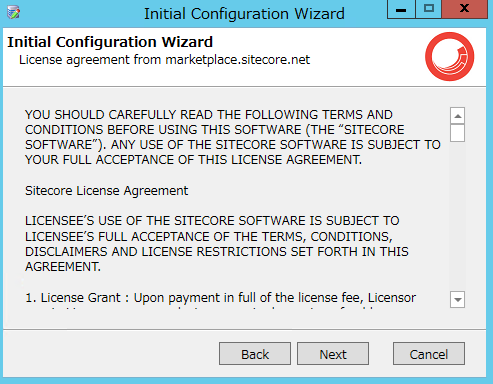 Initial Configuration Wizard
Initial Configuration Wizard
License agreement from marketplace.sitecore.net
YOU SHOULD CAREFULLY READ THE FOLLOWING TERMS AND
CONDITIONS BEFORE USING THIS SOFTWARE (THE “SITECORE
SOFTWARE”). ANY USE OF THE SITECORE SOFTWARE IS SUBJECT TO
YOUR FULL ACCEPTANCE OF THIS LICENSE AGREEMENT.
Sitecore License Agreement
LICENSEE’S USE OF THE SITECORE SOFTWARE IS SUBJECT TO
LICENSEE’S FULL ACCEPTANCE OF THE TERMS, CONDITIONS,
DISCLAIMERS AND LICENSE RESTRICTIONS SET FORTH IN THIS
AGREEMENT.
1. License Grant : Upon payment in full of the license fee, Licensor
Back Next Cancel